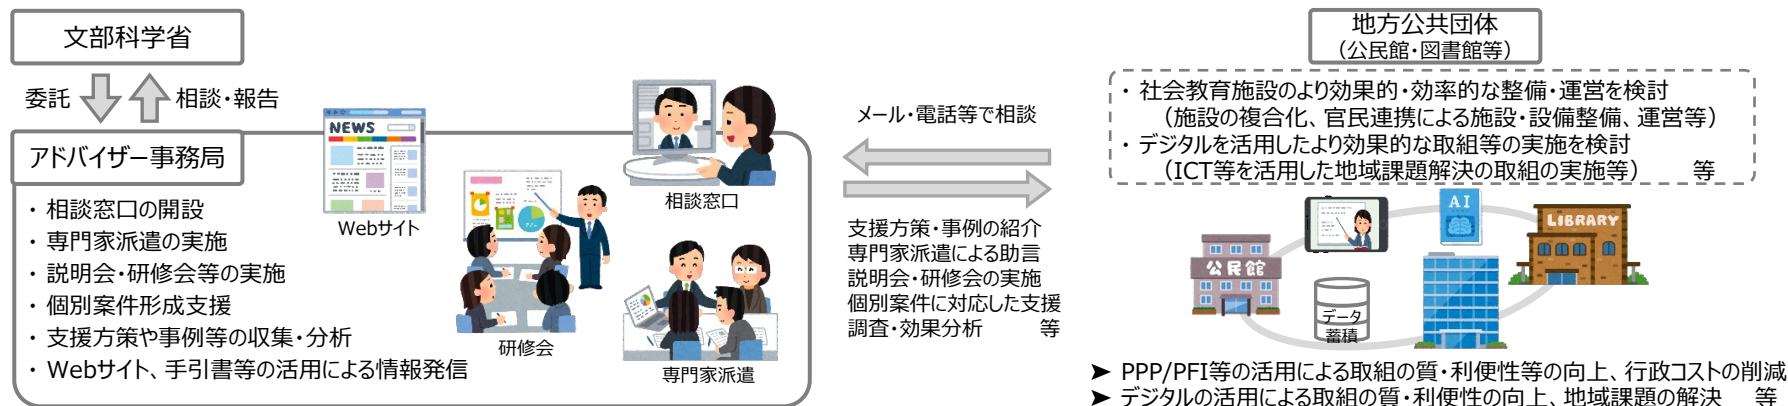 文部科学省
委託
相談・報告
アドバイザー事務局
・ 相談窓口の開設
・ 専門家派遣の実施
・ 説明会・研修会等の実施
・ 個別案件形成支援
・ 支援方策や事例等の収集・分析
・ Webサイト、手引書等の活用による情報発信
NEWS
Webサイト
研修会
相談窓口
専門家派遣
メール・電話等で相談
支援方策・事例の紹介
専門家派遣による助言
説明会・研修会の実施
個別案件に対応した支援
調査・効果分析 等
地方公共団体
（公民館・図書館等）
・ 社会教育施設のより効果的・効率的な整備・運営を検討
（施設の複合化、官民連携による施設・設備整備、運営等）
・ デジタルを活用したより効果的な取組等の実施を検討
（ICT等を活用した地域課題解決の取組の実施等） 等
公民館
AI
LIBRARY
データ
蓄積
➤ PPP/PFI等の活用による取組の質・利便性等の向上、行政コストの削減
➤ デジタルの活用による取組の質・利便性の向上、地域課題の解決 等